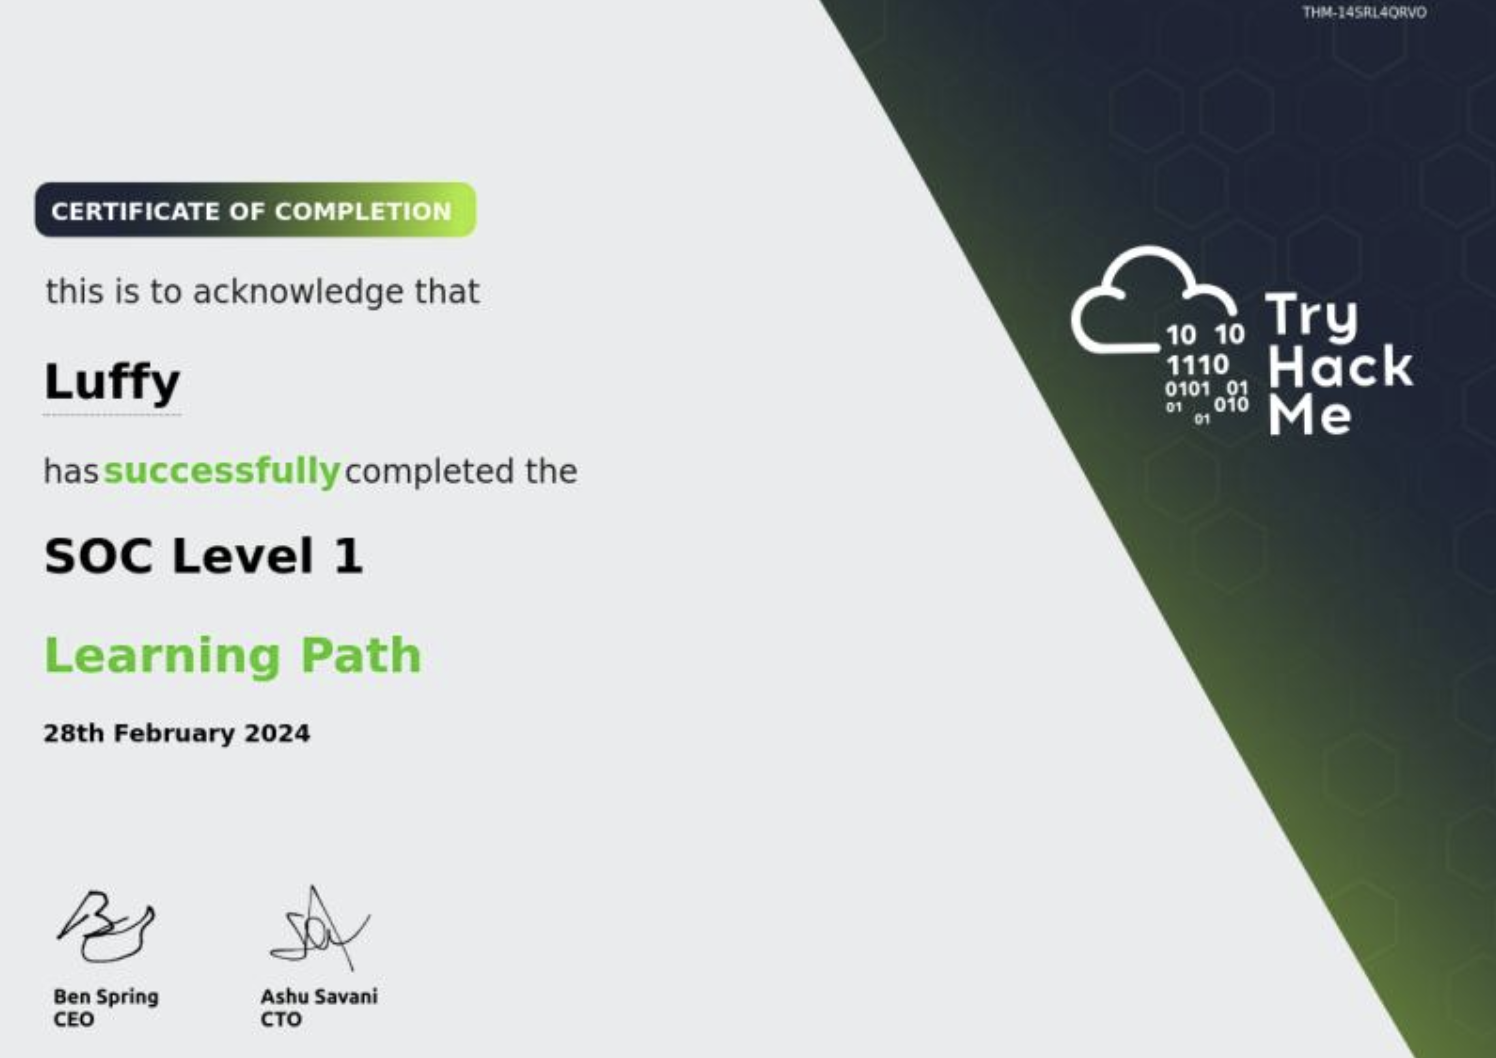 THM-14SRL4QRVO
CERTIFICATE OF COMPLETION
this is to acknowledge that
Luffy
has successfully completed the
SOC Level 1
Learning Path
28th February 2024
Ben Spring
CEO
Ashu Savani
CTO
10 10
1110
0101 01
01 010
01
Try
Hack
Me